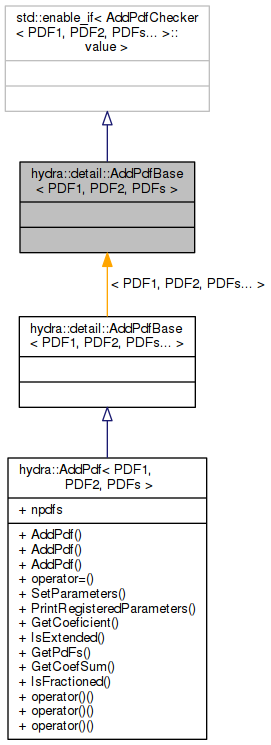 std::enable_if< AddPdfChecker
< PDF1, PDF2, PDFs... >::
value >
hydra::detail::AddPdfBase
< PDF1, PDF2, PDFs >
< PDF1, PDF2, PDFs... >
hydra::detail::AddPdfBase
< PDF1, PDF2, PDFs... >
hydra::AddPdf< PDF1,
PDF2, PDFs >
+ npdfs
+ AddPdf()
+ AddPdf()
+ AddPdf()
+ operator=()
+ SetParameters()
+ PrintRegisteredParameters()
+ GetCoeficient()
+ IsExtended()
+ GetPdFs()
+ GetCoefSum()
+ IsFractioned()
+ operator()()
+ operator()()
+ operator()()